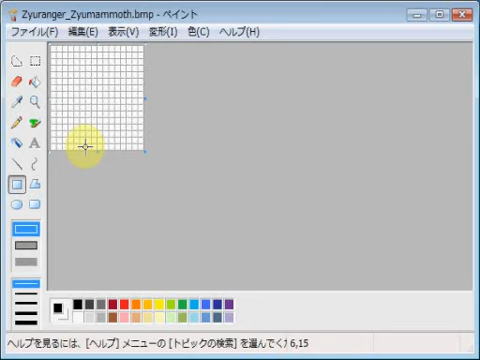 Zyuranger_Zyumammoth.bmp - ペイント
ファイル(F) 編集(E) 表示(V) 変形(I) 色(C) ヘルプ(H)
A
ヘルプを見るには、[ヘルプ] メニューの [トピックの検索] を選んでく 6,15